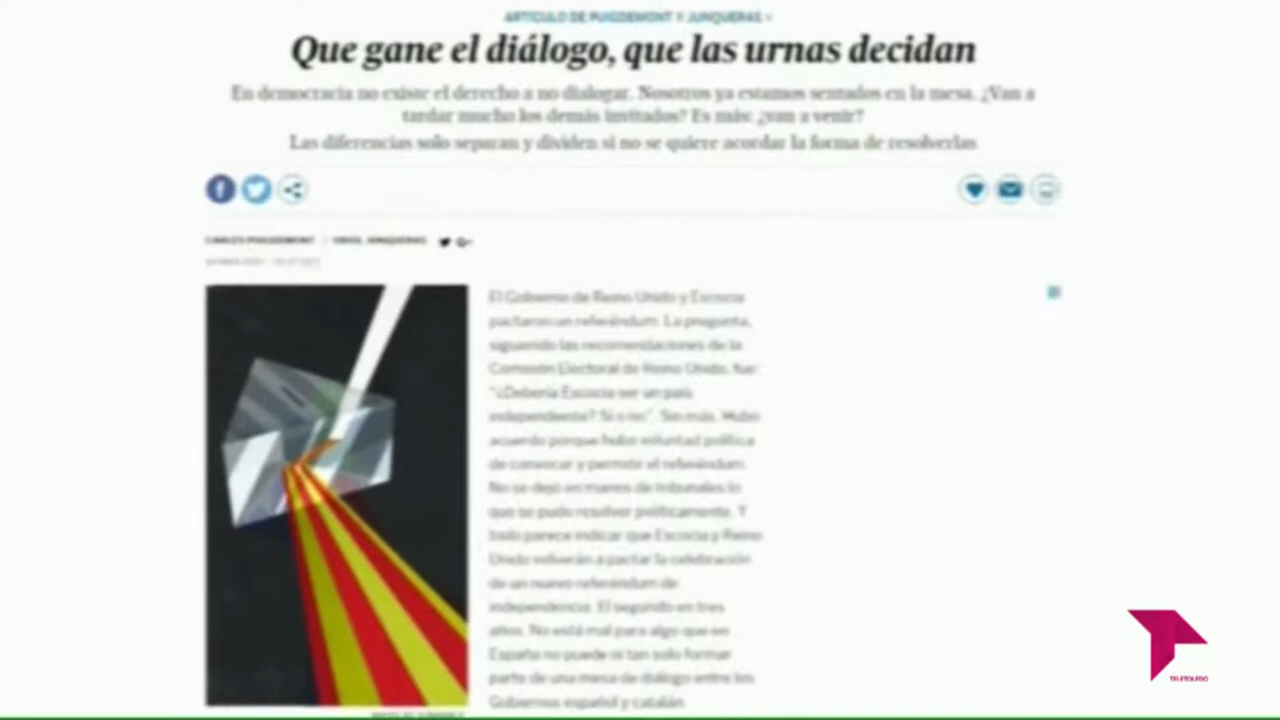 ARTÍCULO DE PUIGDEMONT Y JUNQUERAS
Que gane el diálogo, que las urnas decidan
En democracia no existe el derecho a no dialogar. Nosotros ya estamos sentados en la mesa. ¿Van a
tardar mucho los demás invitados? Es más: ¿van a venir?
Las diferencias solo separan y dividen si no se quiere acordar la forma de resolverlas
CARLES PUIGDEMONT / ORIOL JUNQUERAS
El Gobierno de Reino Unido y Escocia
pactaron un referéndum. La pregunta,
siguiendo las recomendaciones de la
Comisión Electoral de Reino Unido, fue:
"¿Debería Escocia ser un país
independiente? Sí o no". Sin más. Hubo
acuerdo porque hubo voluntad política
de convocar y permitir el referéndum.
No se dejó en manos de tribunales lo
que se pudo resolver políticamente. Y
todo parece indicar que Escocia y Reino
Unido volverán a pactar la celebración
de un nuevo referéndum de
independencia. El segundo en tres
años. No está mal para algo que en
España no puede ni tan solo formar
parte de una mesa de diálogo entre los
Gobiernos español y catalán
TELETOLEDO